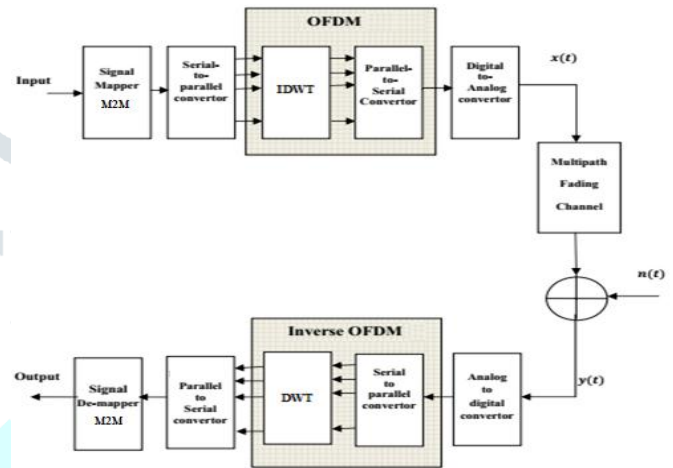 OFDM
Input
Signal
Mapper
M2M
Serial-
to-
parallel
convertor
IDWT
Parallel-
to-
Serial
Convertor
Digital
to-
Analog
convertor
x(t)
Multipath
Fading
Channel
n(t)
y(t)
Inverse OFDM
Output
Signal
De-mapper
M2M
Parallel
to
Serial
convertor
DWT
Serial
to
parallel
convertor
Analog
to
digital
convertor